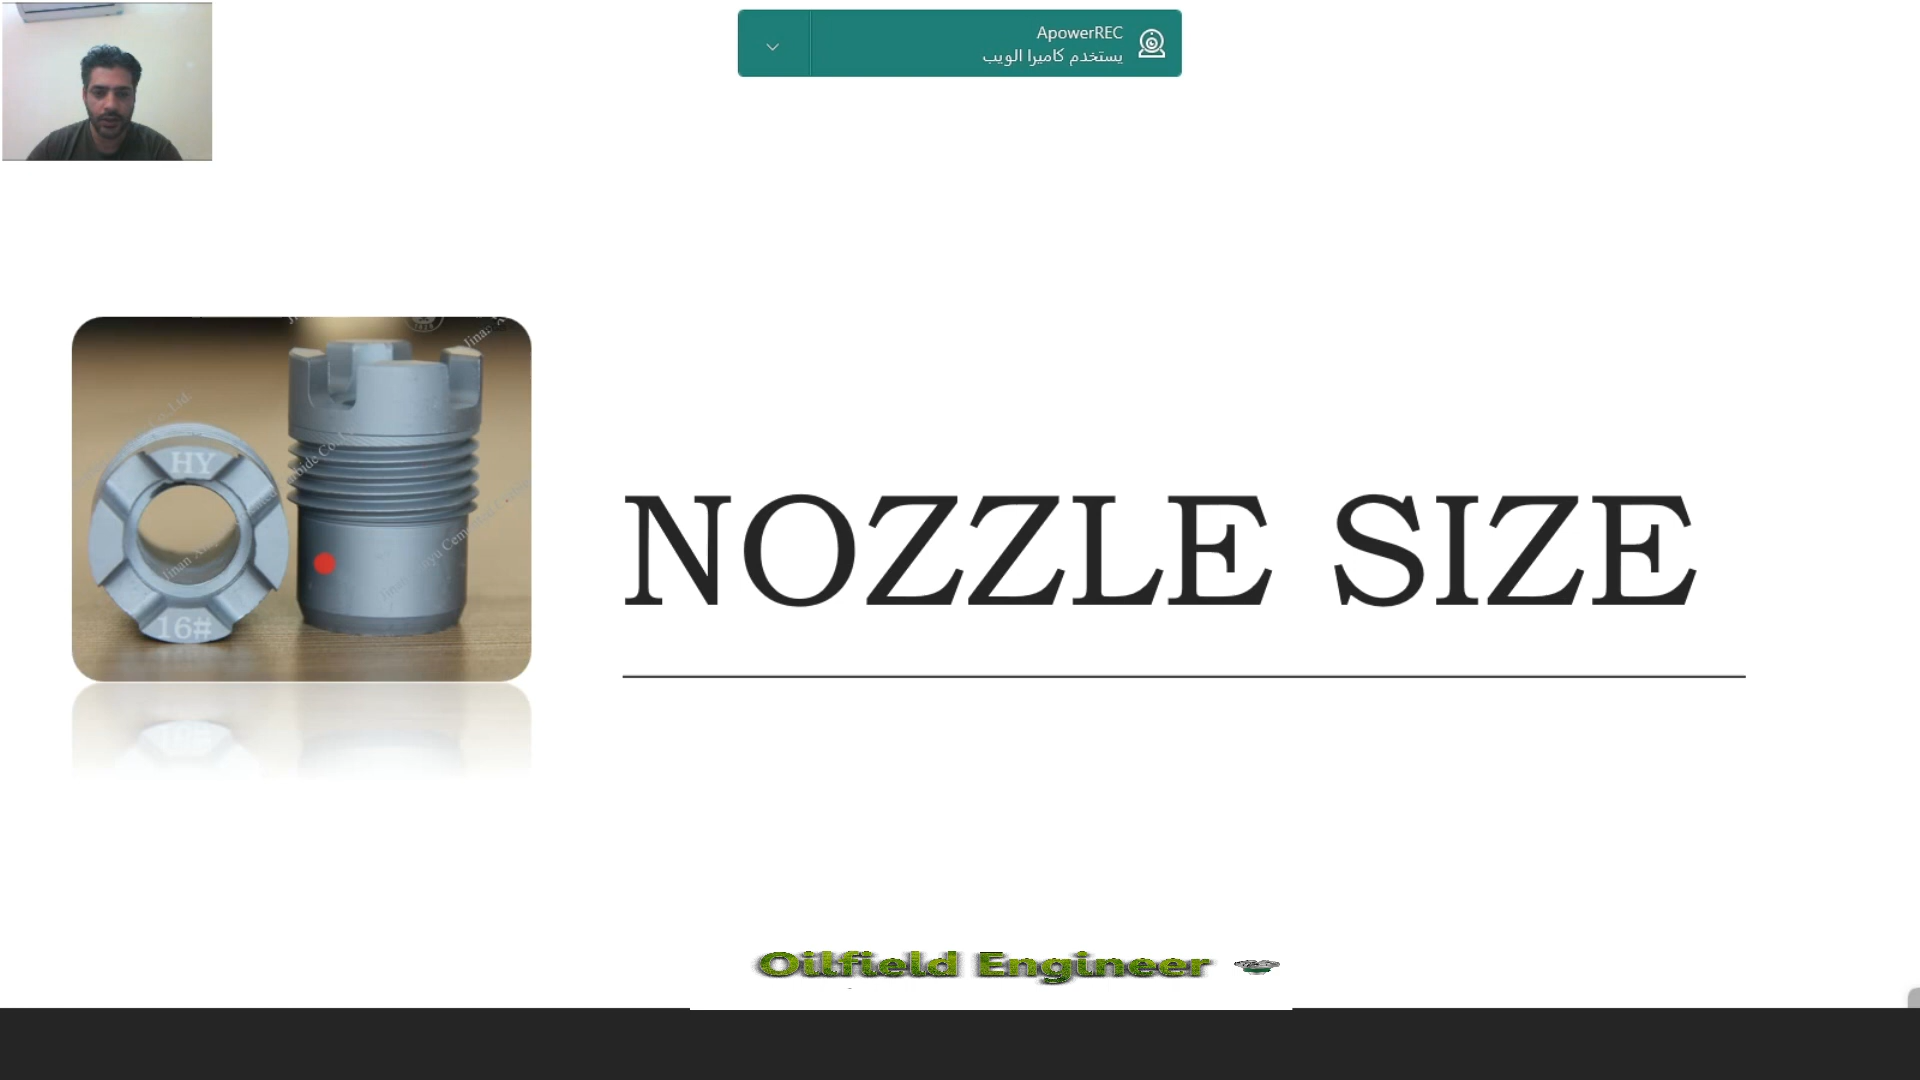 ApowerREC
يستخدم كاميرا الويب
HY
16#
NOZZLE SIZE
Oilfield Engineer